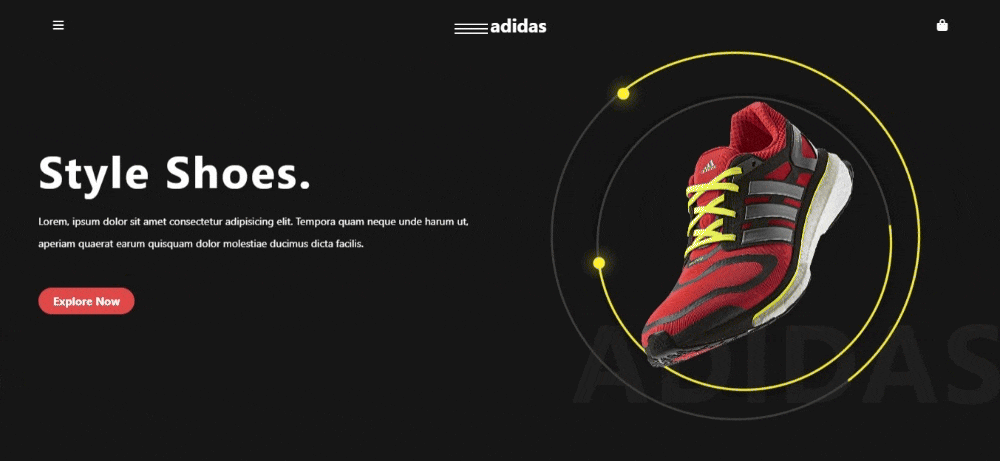 adidas
Style Shoes.
Lorem, ipsum dolor sit amet consectetur adipisicing elit. Tempora quam neque unde harum ut,
aperiam quaerat earum quisquam dolor molestiae ducimus dicta facilis.
Explore Now
ADIDAS